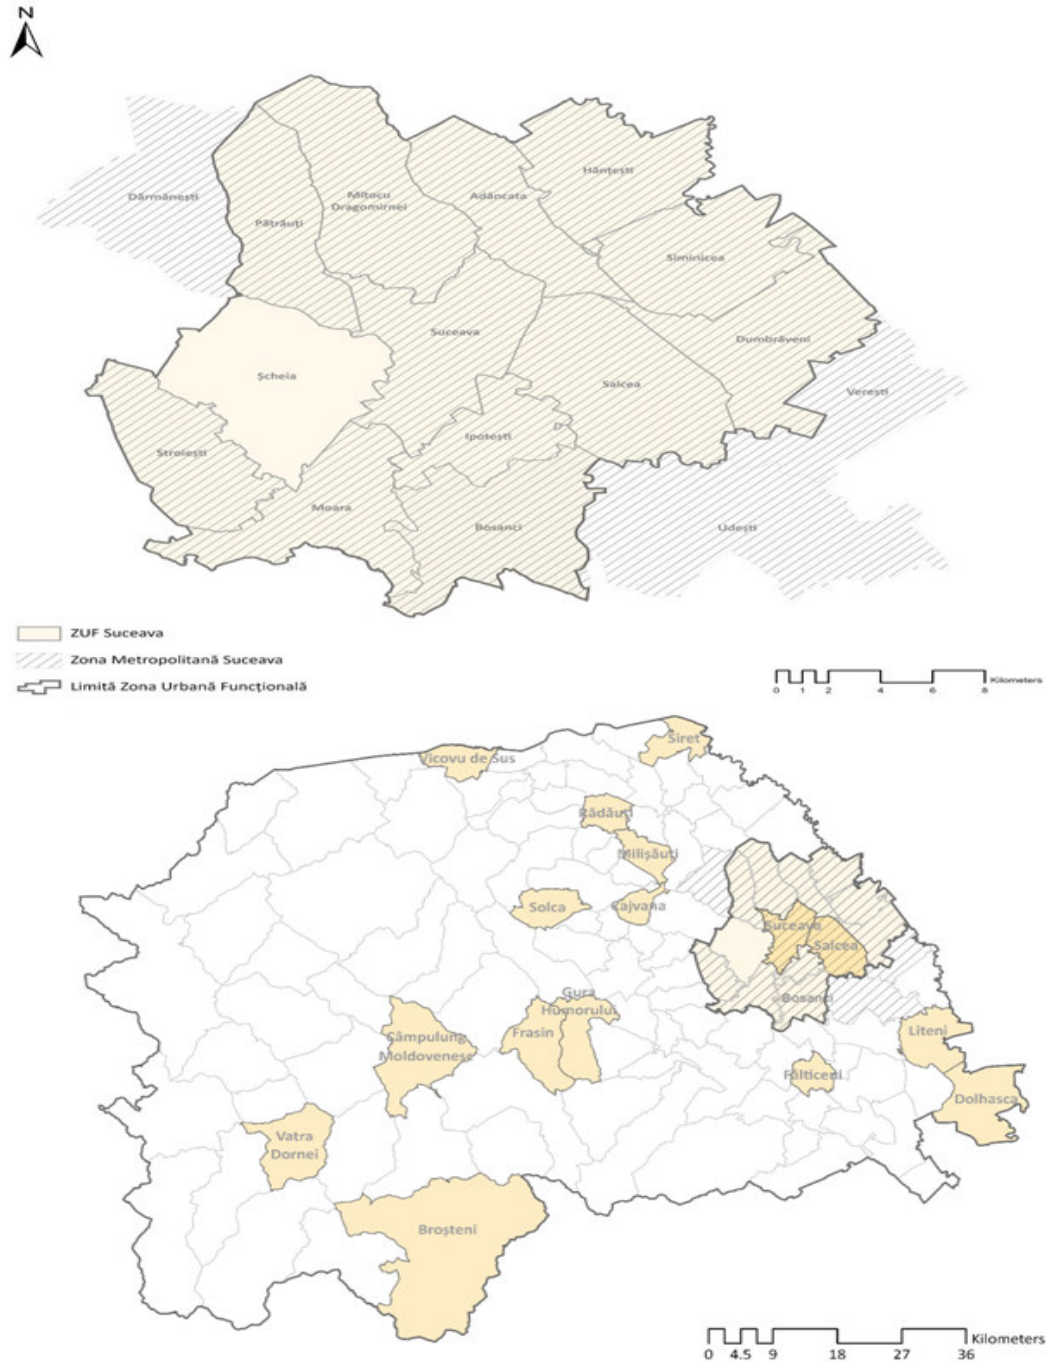 N
Dărmănești
Pătrăuți
Mitocu
Dragomirnei
Adâncata
Hănțești
Siminicea
Suceava
Dumbrăveni
Șcheia
Salcea
Verești
Ipotești
Stroiești
Moara
Bosanci
Udești
ZUF Suceava
Zona Metropolitană Suceava
Limită Zona Urbană Funcțională
Kilometers
0 1 2 4 6 8
Siret
Vicovu de Sus
Rădăuți
Milișăuți
Solca
Cajvana
Suceava
Salcea
Bosanci
Gura
Humorului
Frasin
Câmpulung
Moldovenesc
Liteni
Fălticeni
Dolhasca
Vatra
Dornei
Broșteni
Kilometers
0 4.5 9 18 27 36